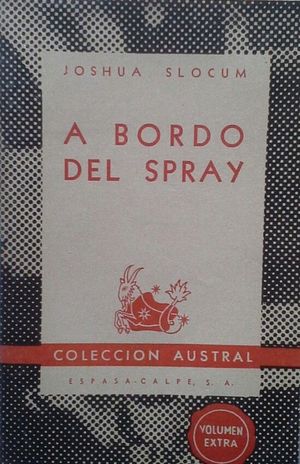 JOSHUA SLOCUM
A BORDO
DEL SPRAY
COLECCION AUSTRAL
ESPASA-CALPE, S. A.
VOLUMEN
EXTRA